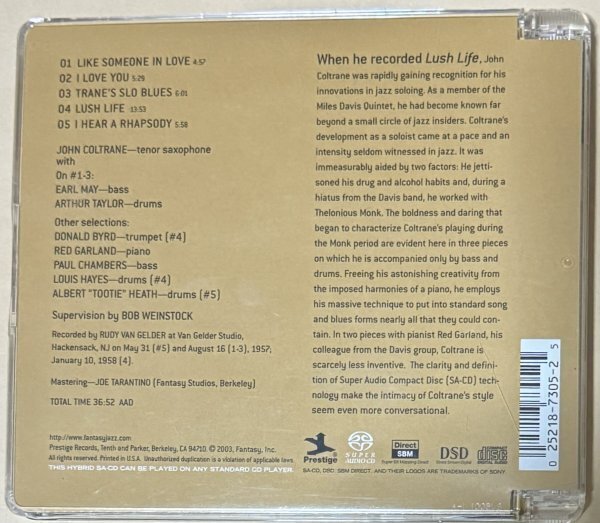 01 LIKE SOMEONE IN LOVE 4:57
02 I LOVE YOU 5:29
03 TRANE'S SLO BLUES 6:01
04 LUSH LIFE 13:53
05 I HEAR A RHAPSODY 5:58
JOHN COLTRANE—tenor saxophone
with
On #1-3:
EARL MAY—bass
ARTHUR TAYLOR—drums
Other selections:
DONALD BYRD—trumpet (#4)
RED GARLAND—piano
PAUL CHAMBERS—bass
LOUIS HAYES—drums (#4)
ALBERT "TOOTIE" HEATH—drums (#5)
Supervision by BOB WEINSTOCK
Recorded by RUDY VAN GELDER at Van Gelder Studio,
Hackensack, NJ on May 31 (#5) and August 16 (1-3), 1957;
January 10, 1958 (4).
Mastering—JOE TARANTINO (Fantasy Studios, Berkeley)
TOTAL TIME 36:52 AAD
When he recorded Lush Life, John
Coltrane was rapidly gaining recognition for his
innovations in jazz soloing. As a member of the
Miles Davis Quintet, he had become known far
beyond a small circle of jazz insiders. Coltrane's
development as a soloist came at a pace and an
intensity seldom witnessed in jazz. It was
immeasurably aided by two factors: He jetti-
soned his drug and alcohol habits and, during a
hiatus from the Davis band, he worked with
Thelonious Monk. The boldness and daring that
began to characterize Coltrane's playing during
the Monk period are evident here in three pieces
on which he is accompanied only by bass and
drums. Freeing his astonishing creativity from
the imposed harmonies of a piano, he employs
his massive technique to put into standard song
and blues forms nearly all that they could con-
tain. In two pieces with pianist Red Garland, his
colleague from the Davis group, Coltrane is
scarcely less inventive. The clarity and defini-
tion of Super Audio Compact Disc (SA-CD) tech-
nology make the intimacy of Coltrane's style
seem even more conversational.
0 25218-7305-2 5
http://www.fantasyjazz.com
Prestige Records, Tenth and Parker, Berkeley, CA 94710. © 2003, Fantasy, Inc.
All rights reserved. Printed in U.S.A. Unauthorized duplication is a violation of applicable laws.
THIS HYBRID SA-CD CAN BE PLAYED ON ANY STANDARD CD PLAYER.
Prestige
SUPER AUDIO CD
Direct
SBM
Super Bit Mapping Direct
DSD
Direct Stream Digital
COMPACT
disc
DIGITAL AUDIO
SA-CD, DSD, SBM DIRECT, AND THEIR LOGOS ARE TRADEMARKS OF SONY